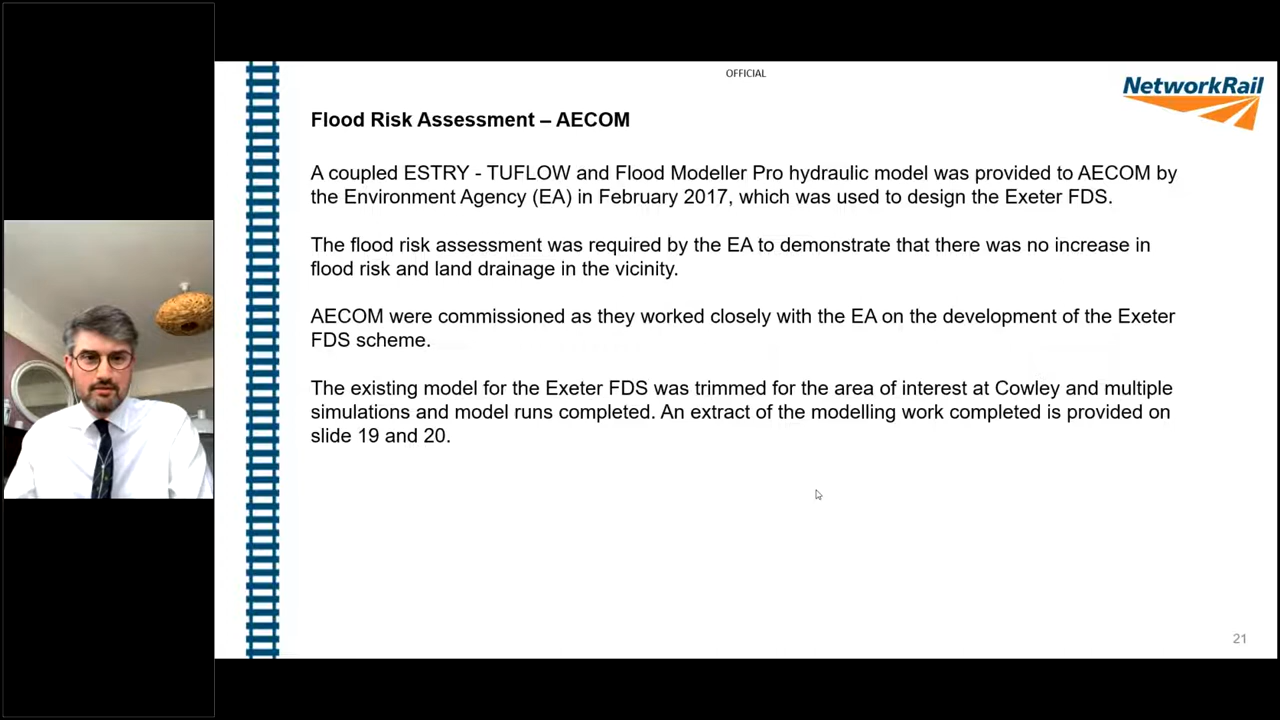 OFFICIAL
NetworkRail
Flood Risk Assessment – AECOM
A coupled ESTRY - TUFLOW and Flood Modeller Pro hydraulic model was provided to AECOM by
the Environment Agency (EA) in February 2017, which was used to design the Exeter FDS.
The flood risk assessment was required by the EA to demonstrate that there was no increase in
flood risk and land drainage in the vicinity.
AECOM were commissioned as they worked closely with the EA on the development of the Exeter
FDS scheme.
The existing model for the Exeter FDS was trimmed for the area of interest at Cowley and multiple
simulations and model runs completed. An extract of the modelling work completed is provided on
slide 19 and 20.
21